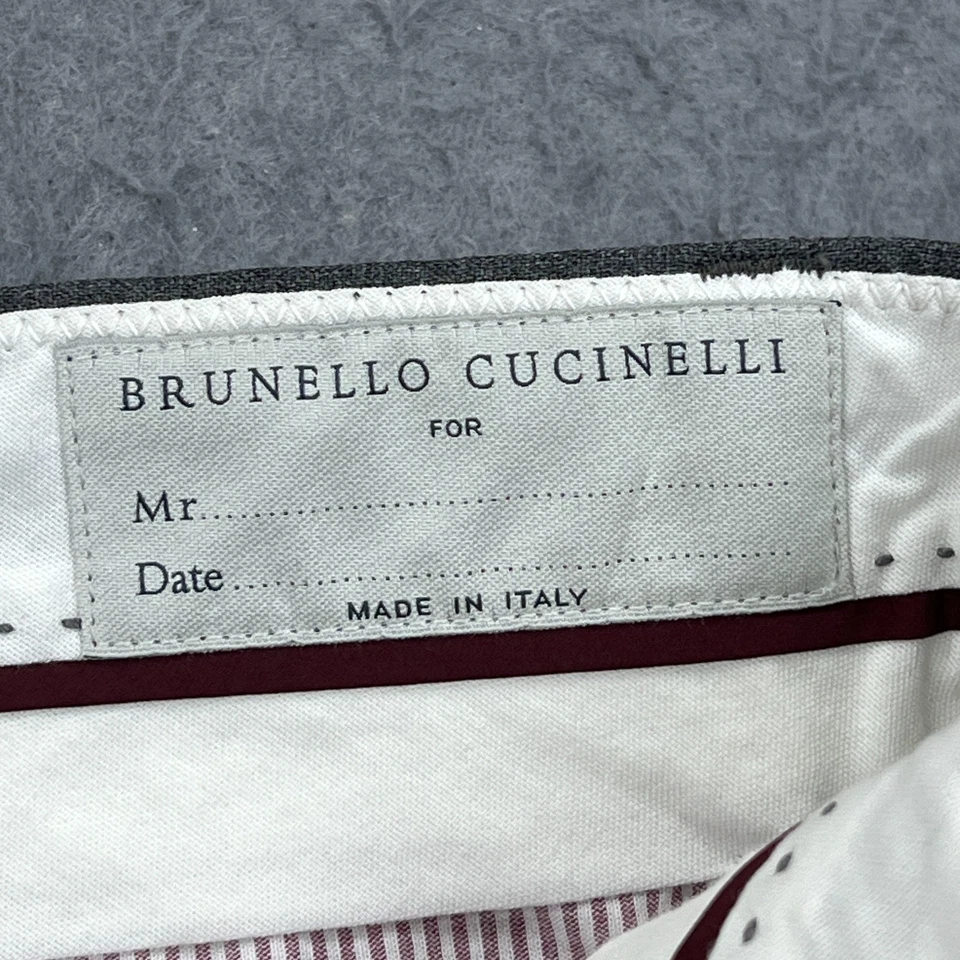 BRUNELLO CUCINELLI
FOR
Mr..........
Date..........
MADE IN ITALY